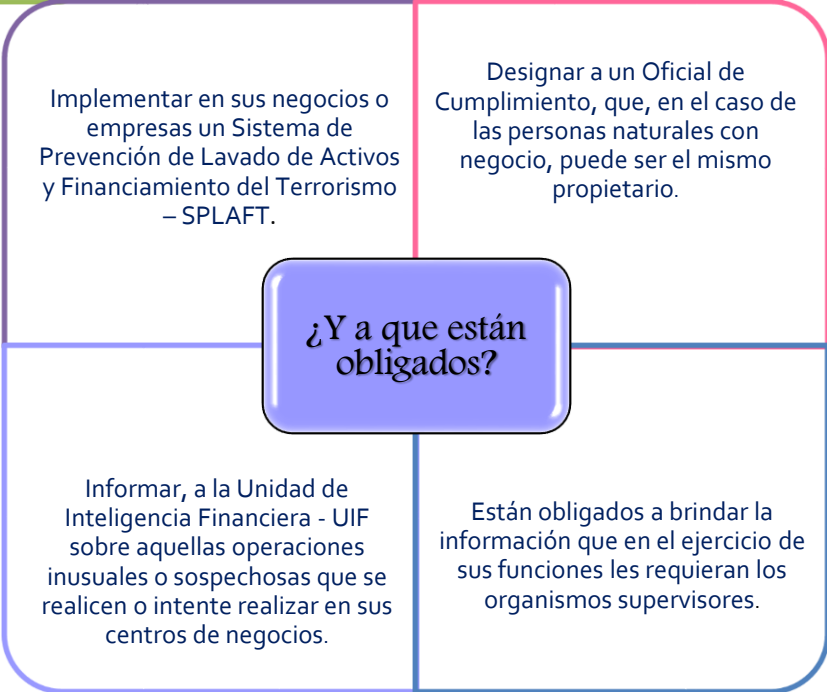 Implementar en sus negocios o
empresas un Sistema de
Prevención de Lavado de Activos
y Financiamiento del Terrorismo
– SPLAFT.
Designar a un Oficial de
Cumplimiento, que, en el caso de
las personas naturales con
negocio, puede ser el mismo
propietario.
¿Y a que están
obligados?
Informar, a la Unidad de
Inteligencia Financiera - UIF
sobre aquellas operaciones
inusuales o sospechosas que se
realicen o intente realizar en sus
centros de negocios.
Están obligados a brindar la
información que en el ejercicio de
sus funciones les requieran los
organismos supervisores.